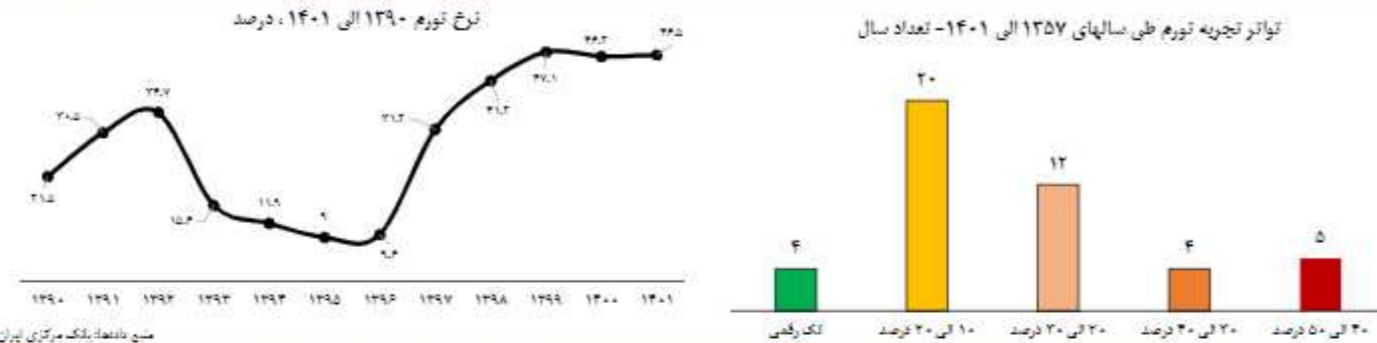 تواتر تجربه تورم طی سالهای ۱۳۵۷ الی ۱۴۰۱- تعداد سال
۴
۲۰
۱۲
۴
۵
تک رقمی
۱۰ الی ۲۰ درصد
۲۰ الی ۳۰ درصد
۳۰ الی ۴۰ درصد
۴۰ الی ۵۰ درصد
نرخ تورم ۱۳۹۰ الی ۱۴۰۱ ، درصد
۲۱.۵
۳۰.۵
۳۴.۷
۱۵.۶
۱۱.۹
۹
۹.۶
۳۱.۲
۴۱.۲
۴۷.۱
۴۶.۲
۴۶.۵
۱۳۹۰ ۱۳۹۱ ۱۳۹۲ ۱۳۹۳ ۱۳۹۴ ۱۳۹۵ ۱۳۹۶ ۱۳۹۷ ۱۳۹۸ ۱۳۹۹ ۱۴۰۰ ۱۴۰۱
منبع داده‌ها: بانک مرکزی ایران